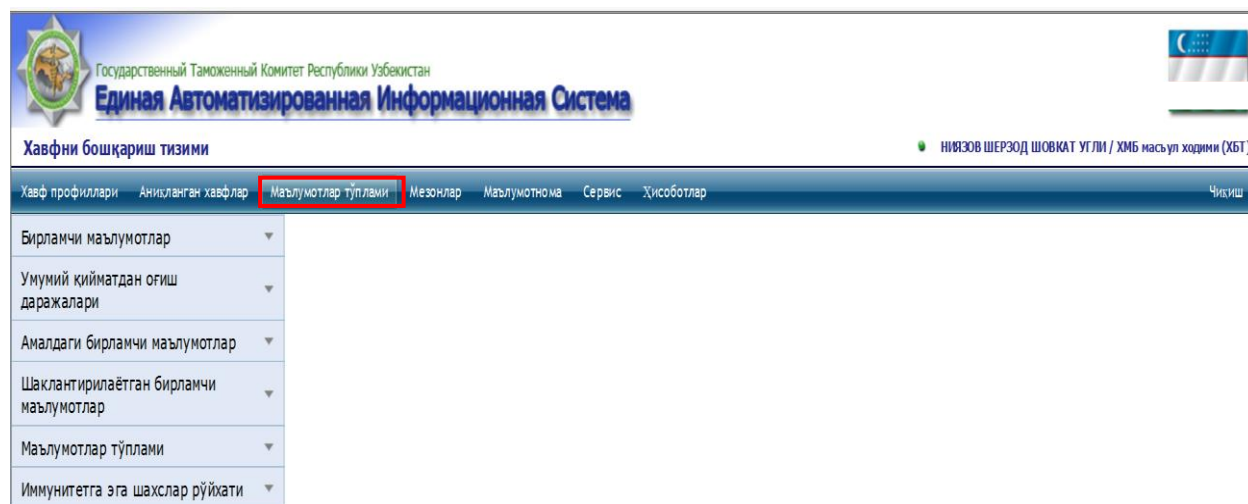 Государственный Таможенный Комитет Республики Узбекистан
Единая Автоматизированная Информационная Система
Хавфни бошқариш тизими
НИЯЗОВ ШЕРЗОД ШОВКАТ УГЛИ / ХМБ масъул ходими (ХБТ)
Хавф профиллари Аниқланган хавфлар Маълумотлар тўплами Мезонлар Маълумотнома Сервис Ҳисоботлар Чиқиш
Бирламчи маълумотлар
Умумий қийматдан оғиш
даражалари
Амалдаги бирламчи маълумотлар
Шаклантирилаётган бирламчи
маълумотлар
Маълумотлар тўплами
Иммунитетга эга шахслар рўйхати